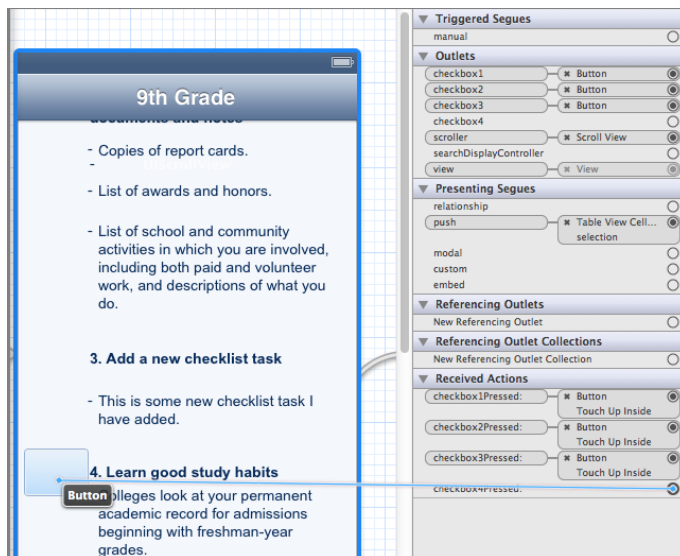 9th Grade
documents and notes
- Copies of report cards.
-
- List of awards and honors.
- List of school and community
activities in which you are involved,
including both paid and volunteer
work, and descriptions of what you
do.
3. Add a new checklist task
- This is some new checklist task I
have added.
4. Learn good study habits
Button
olleges look at your permanent
academic record for admissions
beginning with freshman-year
grades.
Triggered Segues
manual
Outlets
checkbox1 ✖ Button
checkbox2 ✖ Button
checkbox3 ✖ Button
checkbox4
scroller ✖ Scroll View
searchDisplayController
view ✖ View
Presenting Segues
relationship
push ✖ Table View Cell...
selection
modal
custom
embed
Referencing Outlets
New Referencing Outlet
Referencing Outlet Collections
New Referencing Outlet Collection
Received Actions
checkbox1Pressed: ✖ Button
Touch Up Inside
checkbox2Pressed: ✖ Button
Touch Up Inside
checkbox3Pressed: ✖ Button
Touch Up Inside
checkbox4Pressed: